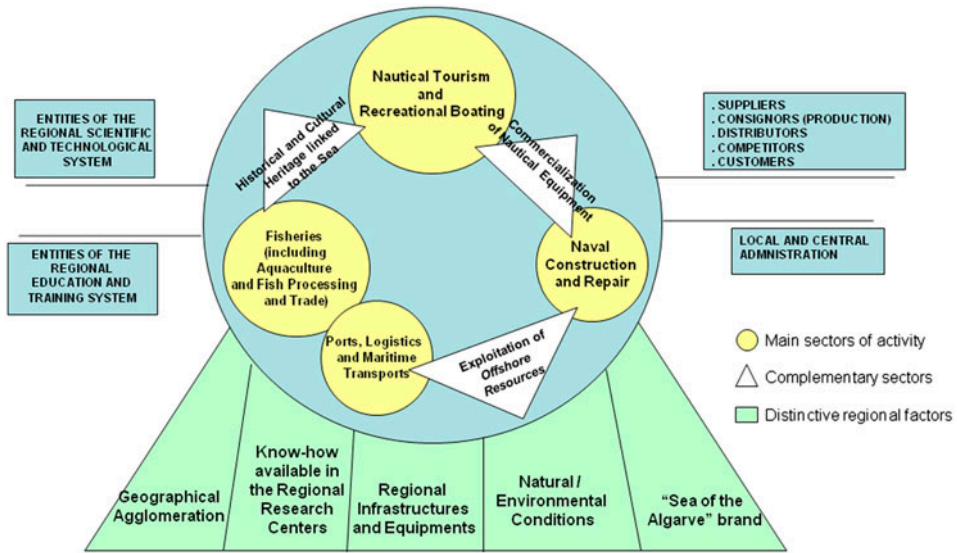 Nautical Tourism
and
Recreational Boating
Historical and Cultural
Heritage linked
to the Sea
Commercialization
of Nautical Equipment
ENTITIES OF THE
REGIONAL SCIENTIFIC
AND TECHNOLOGICAL
SYSTEM
. SUPPLIERS
. CONSIGNORS (PRODUCTION)
. DISTRIBUTORS
. COMPETITORS
. CUSTOMERS
ENTITIES OF THE
REGIONAL
EDUCATION AND
TRAINING SYSTEM
LOCAL AND CENTRAL
ADMNISTRATION
Fisheries
(including
Aquaculture
and Fish Processing
and Trade)
Naval
Construction
and Repair
Ports, Logistics
and Maritime
Transports
Exploitation of
Offshore
Resources
Main sectors of activity
Complementary sectors
Distinctive regional factors
Geographical
Agglomeration
Know-how
available in
the Regional
Research
Centers
Regional
Infrastructures
and Equipments
Natural /
Environmental
Conditions
“Sea of the
Algarve” brand